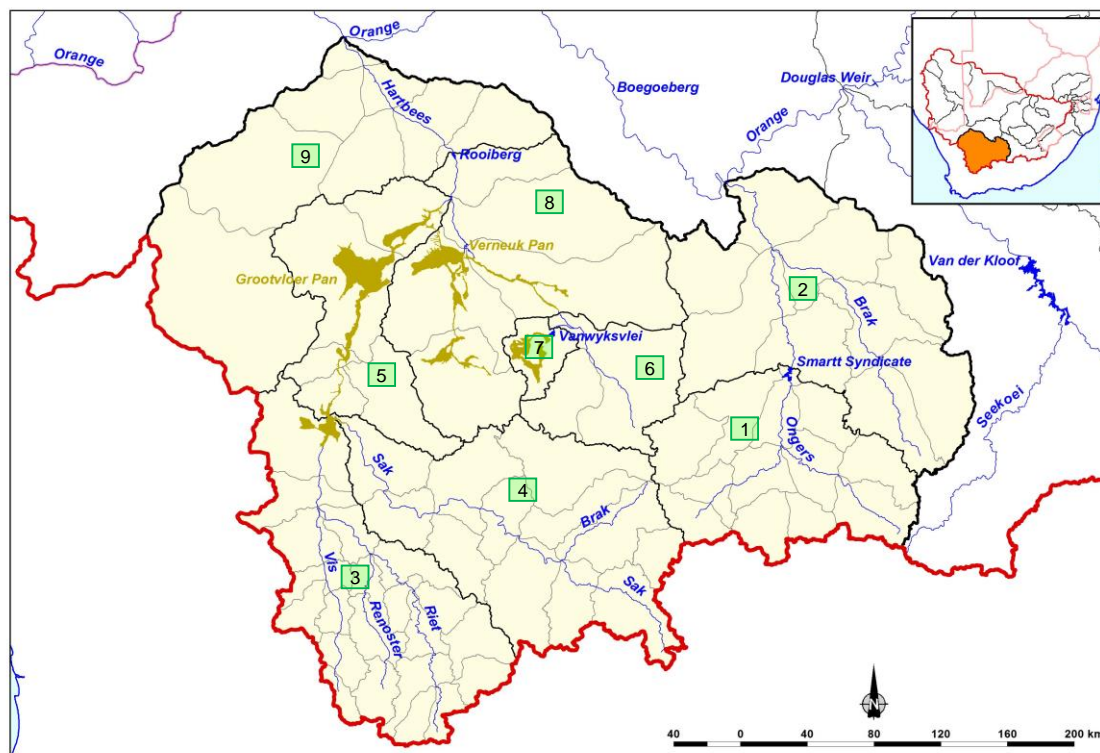 Orange
Orange
Boegoeberg
Douglas Weir
Orange
Hartbees
9
Rooiberg
8
Verneuk Pan
Grootvloer Pan
Van der Kloof
2
Brak
Vanwyksvlei
7
6
5
Smartt Syndicate
Seekoei
1
Ongers
Sak
4
Brak
Vis
3
Sak
Renoster
Riet
N
40 0 40 80 120 160 200 km